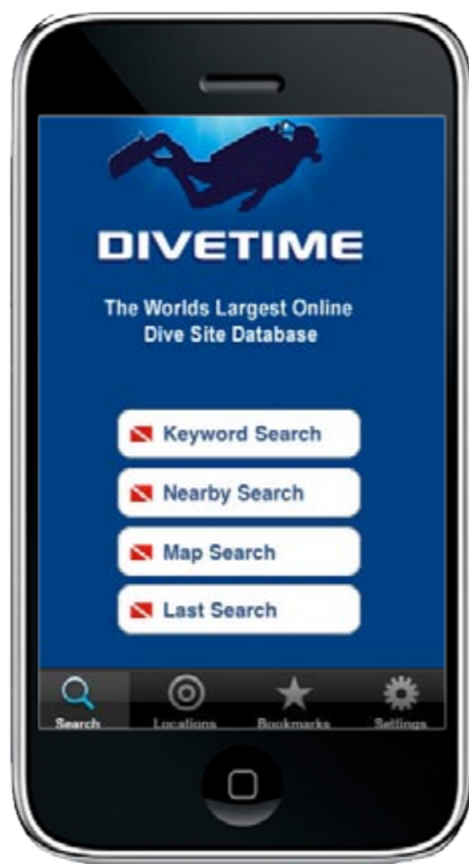 DIVETIME
The Worlds Largest Online
Dive Site Database
Keyword Search
Nearby Search
Map Search
Last Search
Search Locations Bookmarks Settings